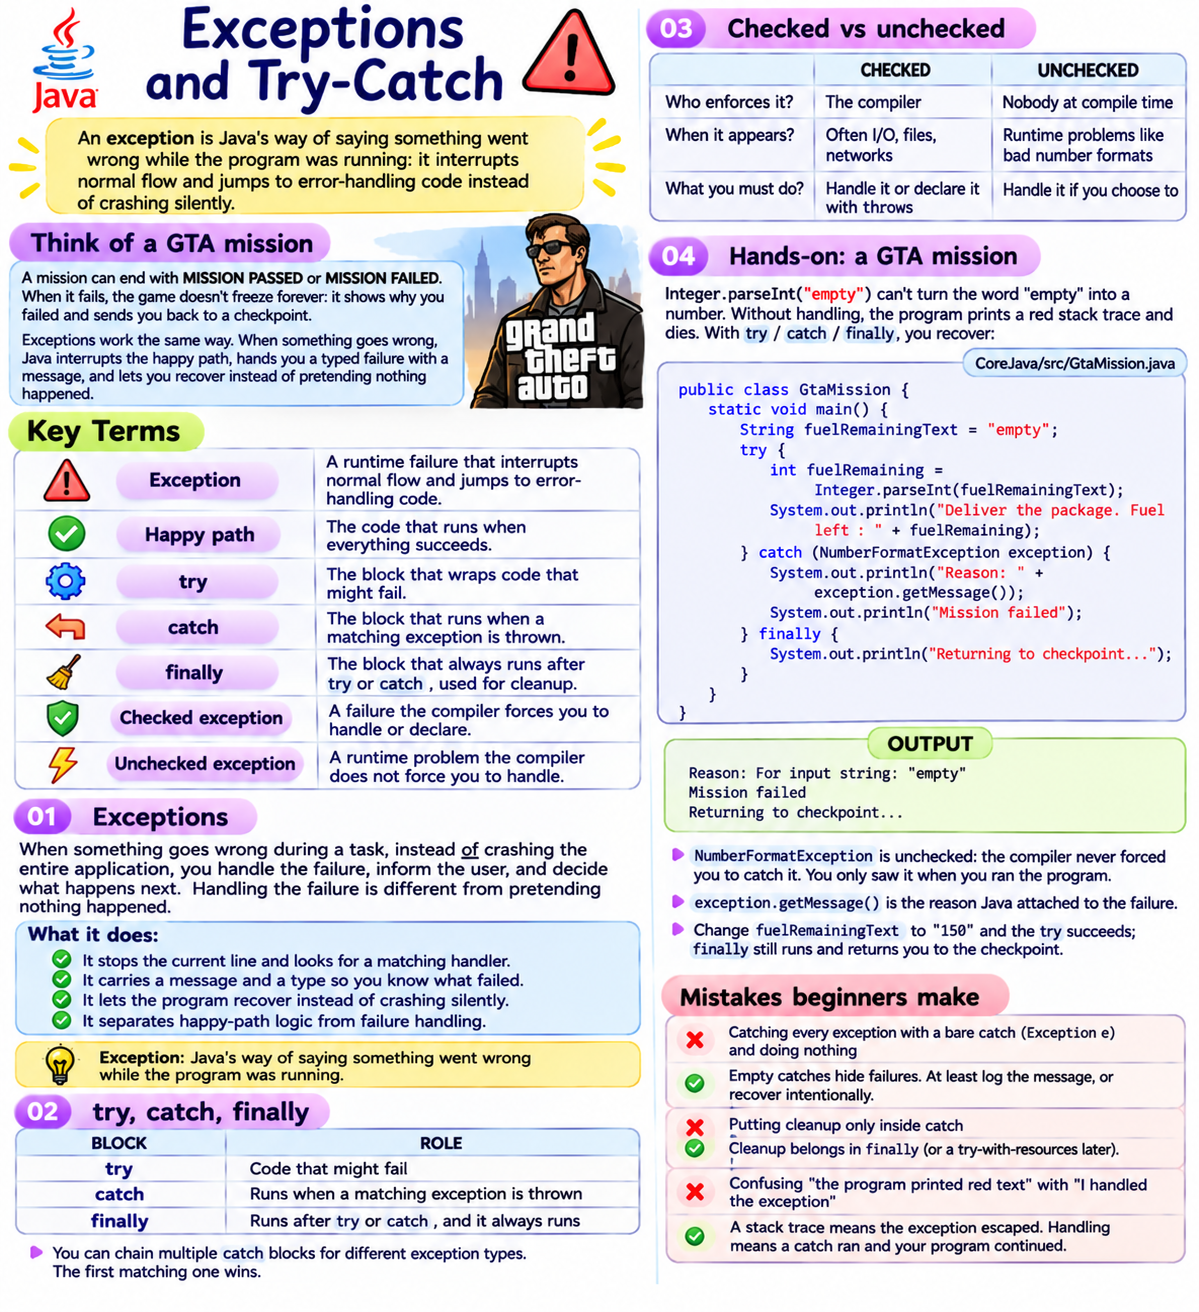 Java
Exceptions
and Try-Catch
An exception is Java's way of saying something went
wrong while the program was running: it interrupts
normal flow and jumps to error-handling code instead
of crashing silently.
Think of a GTA mission
A mission can end with MISSION PASSED or MISSION FAILED.
When it fails, the game doesn't freeze forever: it shows why you
failed and sends you back to a checkpoint.
Exceptions work the same way. When something goes wrong,
Java interrupts the happy path, hands you a typed failure with a
message, and lets you recover instead of pretending nothing
happened.
grand
theft
auto
Key Terms
Exception
A runtime failure that interrupts
normal flow and jumps to error-
handling code.
Happy path
The code that runs when
everything succeeds.
try
The block that wraps code that
might fail.
catch
The block that runs when a
matching exception is thrown.
finally
The block that always runs after
try or catch , used for cleanup.
Checked exception
A failure the compiler forces you to
handle or declare.
Unchecked exception
A runtime problem the compiler
does not force you to handle.
01 Exceptions
When something goes wrong during a task, instead of crashing the
entire application, you handle the failure, inform the user, and decide
what happens next. Handling the failure is different from pretending
nothing happened.
What it does:
It stops the current line and looks for a matching handler.
It carries a message and a type so you know what failed.
It lets the program recover instead of crashing silently.
It separates happy-path logic from failure handling.
Exception: Java's way of saying something went wrong
while the program was running.
02 try, catch, finally
BLOCK ROLE
try Code that might fail
catch Runs when a matching exception is thrown
finally Runs after try or catch , and it always runs
You can chain multiple catch blocks for different exception types.
The first matching one wins.
03 Checked vs unchecked
CHECKED UNCHECKED
Who enforces it? The compiler Nobody at compile time
When it appears? Often I/O, files, Runtime problems like
networks bad number formats
What you must do? Handle it or declare it Handle it if you choose to
with throws
04 Hands-on: a GTA mission
Integer.parseInt("empty") can't turn the word "empty" into a
number. Without handling, the program prints a red stack trace and
dies. With try / catch / finally, you recover:
CoreJava/src/GtaMission.java
public class GtaMission {
static void main() {
String fuelRemainingText = "empty";
try {
int fuelRemaining =
Integer.parseInt(fuelRemainingText);
System.out.println("Deliver the package. Fuel
left : " + fuelRemaining);
} catch (NumberFormatException exception) {
System.out.println("Reason: " +
exception.getMessage());
System.out.println("Mission failed");
} finally {
System.out.println("Returning to checkpoint...");
}
}
}
OUTPUT
Reason: For input string: "empty"
Mission failed
Returning to checkpoint...
NumberFormatException is unchecked: the compiler never forced
you to catch it. You only saw it when you ran the program.
exception.getMessage() is the reason Java attached to the failure.
Change fuelRemainingText to "150" and the try succeeds;
finally still runs and returns you to the checkpoint.
Mistakes beginners make
Catching every exception with a bare catch (Exception e)
and doing nothing
Empty catches hide failures. At least log the message, or
recover intentionally.
Putting cleanup only inside catch
Cleanup belongs in finally (or a try-with-resources later).
Confusing "the program printed red text" with "I handled
the exception"
A stack trace means the exception escaped. Handling
means a catch ran and your program continued.